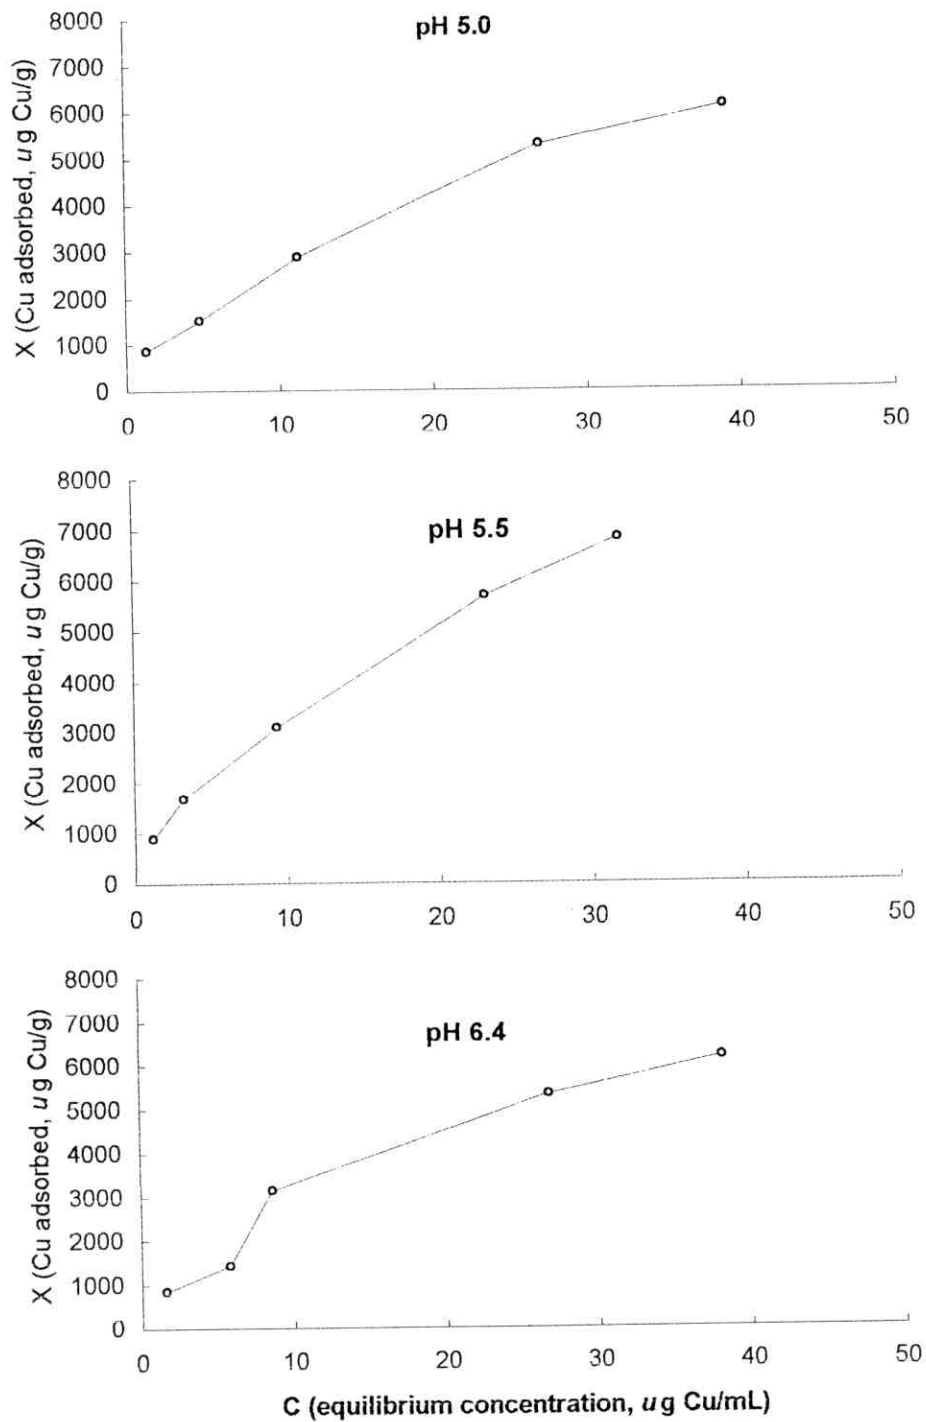 pH 5.0
X (Cu adsorbed, ug Cu/g)
8000
7000
6000
5000
4000
3000
2000
1000
0
0 10 20 30 40 50
pH 5.5
X (Cu adsorbed, ug Cu/g)
8000
7000
6000
5000
4000
3000
2000
1000
0
0 10 20 30 40 50
pH 6.4
X (Cu adsorbed, ug Cu/g)
8000
7000
6000
5000
4000
3000
2000
1000
0
0 10 20 30 40 50
C (equilibrium concentration, ug Cu/mL)